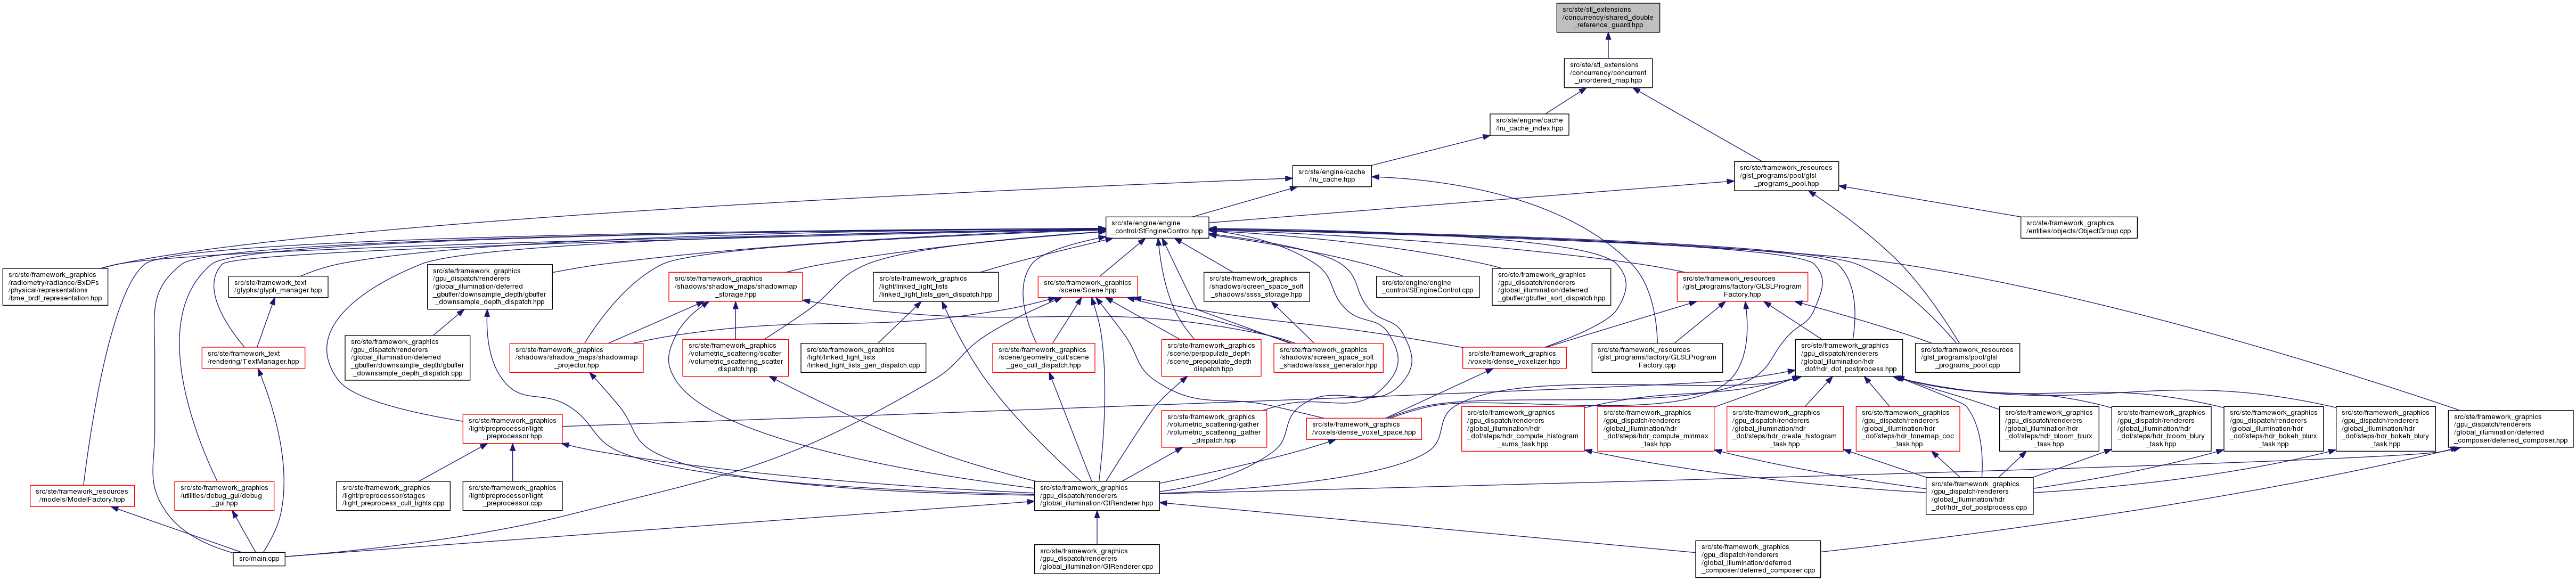 src/ste/stl_extensions
/concurrency/shared_double
_reference_guard.hpp
src/ste/stl_extensions
/concurrency/concurrent
_unordered_map.hpp
src/ste/engine/cache
/lru_cache_index.hpp
src/ste/engine/cache
/lru_cache.hpp
src/ste/framework_resources
/glsl_programs/pool/glsl
_programs_pool.hpp
src/ste/engine/engine
_control/StEngineControl.hpp
src/ste/framework_graphics
/entities/objects/ObjectGroup.cpp
src/ste/framework_graphics
/radiometry/radiance/BxDFs
/physical/representations
/bme_brdf_representation.hpp
src/ste/framework_text
/glyphs/glyph_manager.hpp
src/ste/framework_graphics
/gpu_dispatch/renderers
/global_illumination/deferred
_gbuffer/downsample_depth/gbuffer
_downsample_depth_dispatch.hpp
src/ste/framework_graphics
/shadows/shadow_maps/shadowmap
_storage.hpp
src/ste/framework_graphics
/light/linked_light_lists
/linked_light_lists_gen_dispatch.hpp
src/ste/framework_graphics
/scene/Scene.hpp
src/ste/framework_graphics
/shadows/screen_space_soft
_shadows/ssss_storage.hpp
src/ste/engine/engine
_control/StEngineControl.cpp
src/ste/framework_graphics
/gpu_dispatch/renderers
/global_illumination/deferred
_gbuffer/gbuffer_sort_dispatch.hpp
src/ste/framework_resources
/glsl_programs/factory/GLSLProgram
Factory.hpp
src/ste/framework_text
/rendering/TextManager.hpp
src/ste/framework_graphics
/gpu_dispatch/renderers
/global_illumination/deferred
_gbuffer/downsample_depth/gbuffer
_downsample_depth_dispatch.cpp
src/ste/framework_graphics
/shadows/shadow_maps/shadowmap
_projector.hpp
src/ste/framework_graphics
/volumetric_scattering/scatter
/volumetric_scattering_scatter
_dispatch.hpp
src/ste/framework_graphics
/light/linked_light_lists
/linked_light_lists_gen_dispatch.cpp
src/ste/framework_graphics
/scene/geometry_cull/scene
_geo_cull_dispatch.hpp
src/ste/framework_graphics
/scene/perpopulate_depth
/scene_prepopulate_depth
_dispatch.hpp
src/ste/framework_graphics
/shadows/screen_space_soft
_shadows/ssss_generator.hpp
src/ste/framework_graphics
/voxels/dense_voxelizer.hpp
src/ste/framework_resources
/glsl_programs/factory/GLSLProgram
Factory.cpp
src/ste/framework_graphics
/gpu_dispatch/renderers
/global_illumination/hdr
_dof/hdr_dof_postprocess.hpp
src/ste/framework_resources
/glsl_programs/pool/glsl
_programs_pool.cpp
src/ste/framework_graphics
/light/preprocessor/light
_preprocessor.hpp
src/ste/framework_graphics
/volumetric_scattering/gather
/volumetric_scattering_gather
_dispatch.hpp
src/ste/framework_graphics
/voxels/dense_voxel_space.hpp
src/ste/framework_graphics
/gpu_dispatch/renderers
/global_illumination/hdr
_dof/steps/hdr_compute_histogram
_sums_task.hpp
src/ste/framework_graphics
/gpu_dispatch/renderers
/global_illumination/hdr
_dof/steps/hdr_compute_minmax
_task.hpp
src/ste/framework_graphics
/gpu_dispatch/renderers
/global_illumination/hdr
_dof/steps/hdr_create_histogram
_task.hpp
src/ste/framework_graphics
/gpu_dispatch/renderers
/global_illumination/hdr
_dof/steps/hdr_tonemap_coc
_task.hpp
src/ste/framework_graphics
/gpu_dispatch/renderers
/global_illumination/hdr
_dof/steps/hdr_bloom_blurx
_task.hpp
src/ste/framework_graphics
/gpu_dispatch/renderers
/global_illumination/hdr
_dof/steps/hdr_bloom_blury
_task.hpp
src/ste/framework_graphics
/gpu_dispatch/renderers
/global_illumination/hdr
_dof/steps/hdr_bokeh_blurx
_task.hpp
src/ste/framework_graphics
/gpu_dispatch/renderers
/global_illumination/hdr
_dof/steps/hdr_bokeh_blury
_task.hpp
src/ste/framework_graphics
/gpu_dispatch/renderers
/global_illumination/deferred
_composer/deferred_composer.hpp
src/ste/framework_resources
/models/ModelFactory.hpp
src/ste/framework_graphics
/utilities/debug_gui/debug
_gui.hpp
src/ste/framework_graphics
/light/preprocessor/stages
/light_preprocess_cull_lights.cpp
src/ste/framework_graphics
/light/preprocessor/light
_preprocessor.cpp
src/ste/framework_graphics
/gpu_dispatch/renderers
/global_illumination/GIRenderer.hpp
src/ste/framework_graphics
/gpu_dispatch/renderers
/global_illumination/hdr
_dof/hdr_dof_postprocess.cpp
src/main.cpp
src/ste/framework_graphics
/gpu_dispatch/renderers
/global_illumination/GIRenderer.cpp
src/ste/framework_graphics
/gpu_dispatch/renderers
/global_illumination/deferred
_composer/deferred_composer.cpp